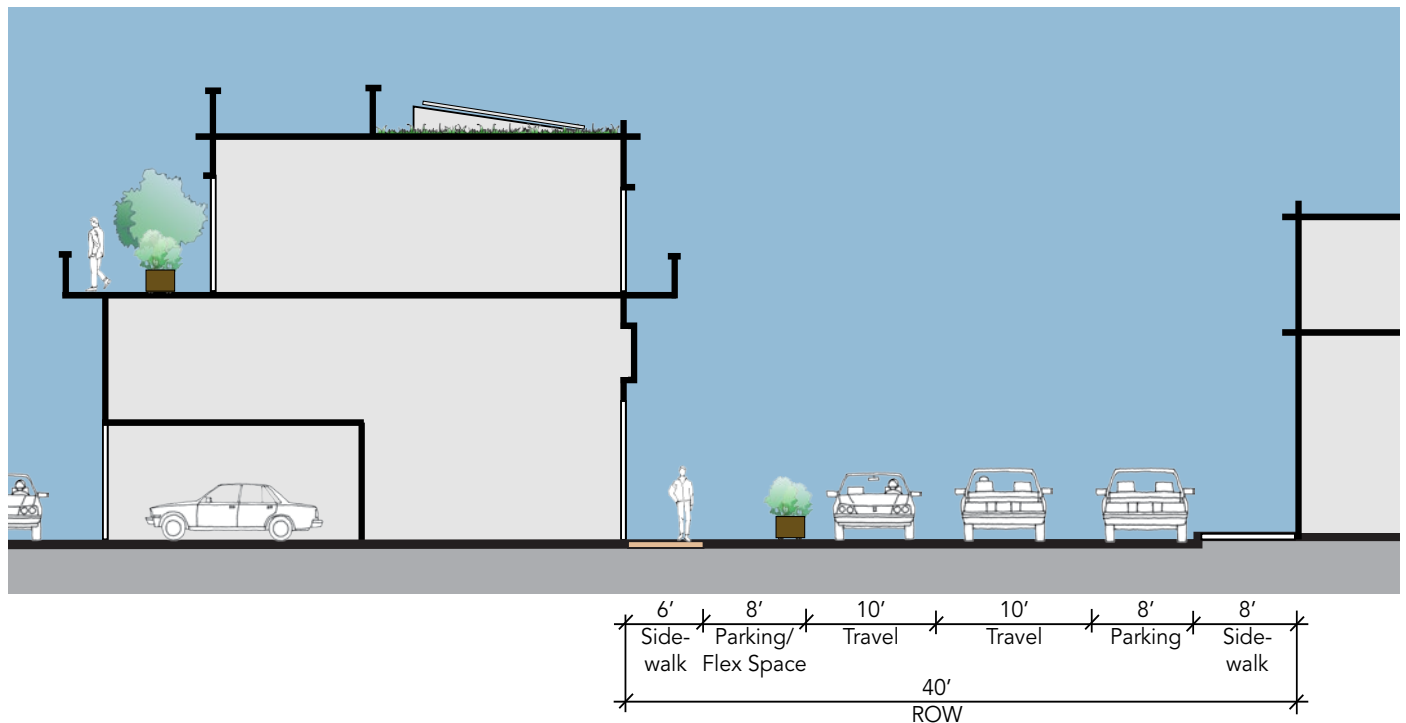 6’ 8’ 10’ 10’ 8’ 8’
Side- Parking/ Travel Travel Parking Side-
walk Flex Space walk
40’
ROW